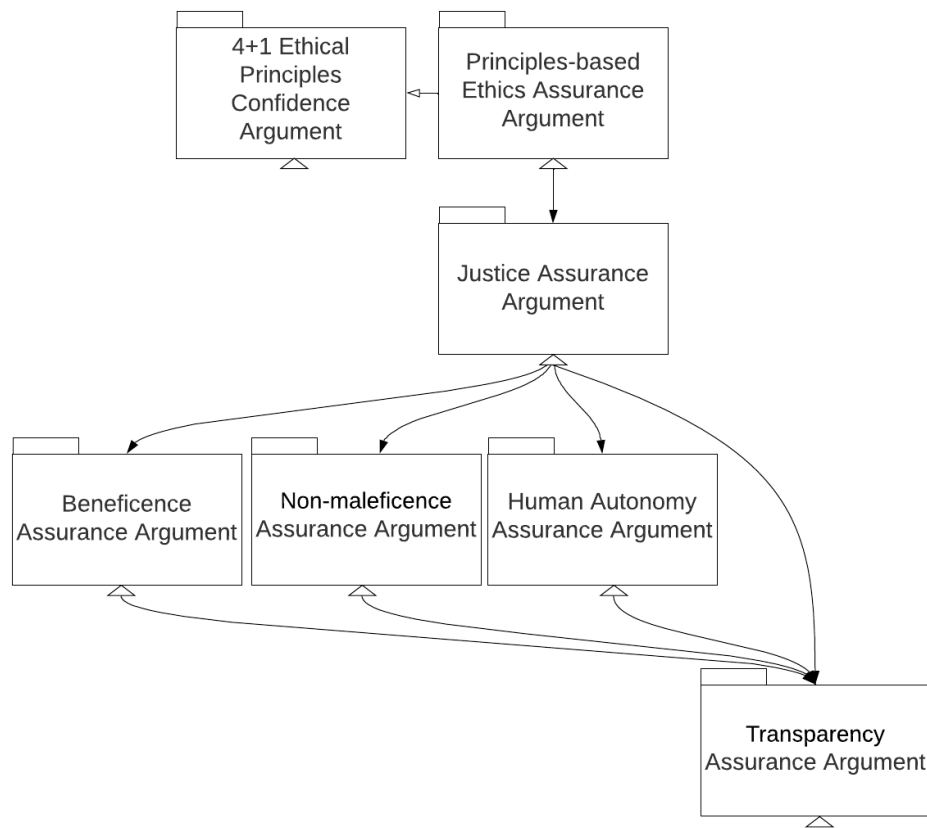 4+1 Ethical
Principles
Confidence
Argument
Principles-based
Ethics Assurance
Argument
Justice Assurance
Argument
Beneficence
Assurance Argument
Non-maleficence
Assurance Argument
Human Autonomy
Assurance Argument
Transparency
Assurance Argument